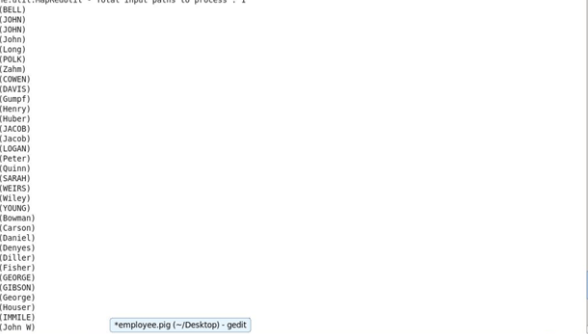 ne.util.MapRedUtil - Total input paths to process : 1
(BELL)
(JOHN)
(JOHN)
(John)
(Long)
(POLK)
(Zahm)
(COWEN)
(DAVIS)
(Gumpf)
(Henry)
(Huber)
(JACOB)
(Jacob)
(LOGAN)
(Peter)
(Quinn)
(SARAH)
(WEIRS)
(Wiley)
(YOUNG)
(Bowman)
(Carson)
(Daniel)
(Denyes)
(Diller)
(Fisher)
(GEORGE)
(GIBSON)
(George)
(Houser)
(IMMILE)
(John W)
*employee.pig (~/Desktop) - gedit